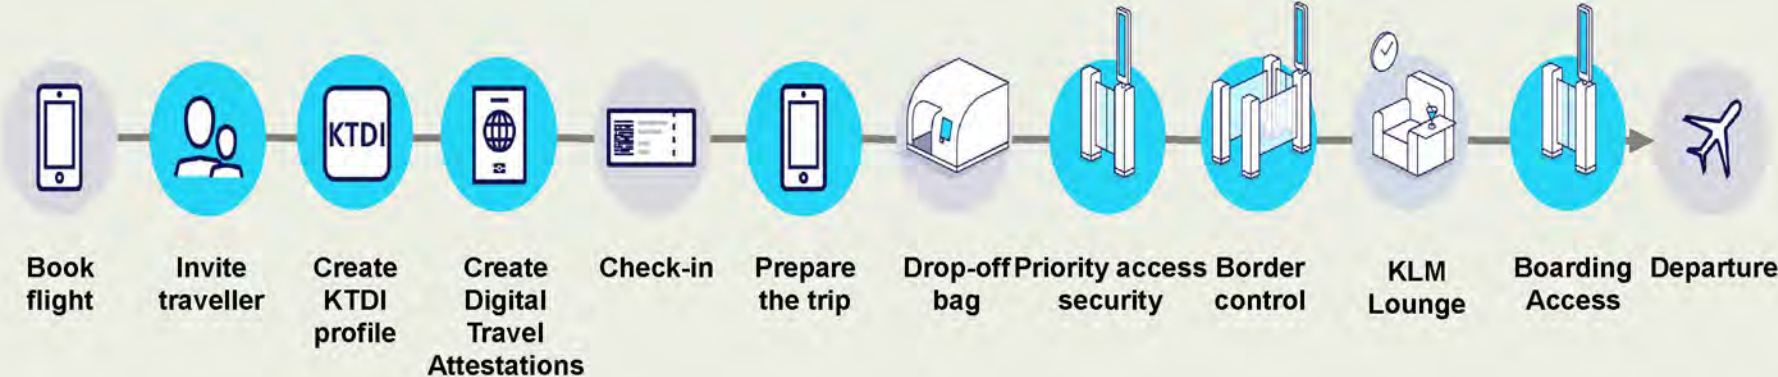 KTDI
Book
flight
Invite
traveller
Create
KTDI
profile
Create
Digital
Travel
Attestations
Check-in
Prepare
the trip
Drop-off
bag
Priority access
security
Border
control
KLM
Lounge
Boarding
Access
Departure